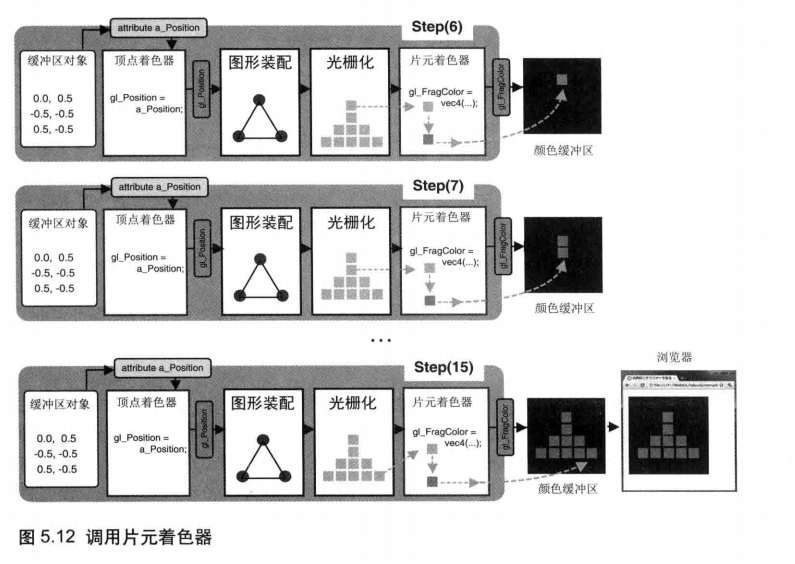 attribute a_Position
Step(6)
缓冲区对象
0.0, 0.5
-0.5, -0.5
0.5, -0.5
顶点着色器
gl_Position =
a_Position;
gl_Position
图形装配
光栅化
片元着色器
gl_FragColor =
vec4(...);
gl_FragColor
颜色缓冲区
attribute a_Position
Step(7)
缓冲区对象
0.0, 0.5
-0.5, -0.5
0.5, -0.5
顶点着色器
gl_Position =
a_Position;
gl_Position
图形装配
光栅化
片元着色器
gl_FragColor =
vec4(...);
gl_FragColor
颜色缓冲区
...
attribute a_Position
Step(15)
缓冲区对象
0.0, 0.5
-0.5, -0.5
0.5, -0.5
顶点着色器
gl_Position =
a_Position;
gl_Position
图形装配
光栅化
片元着色器
gl_FragColor =
vec4(...);
gl_FragColor
颜色缓冲区
浏览器
图 5.12 调用片元着色器